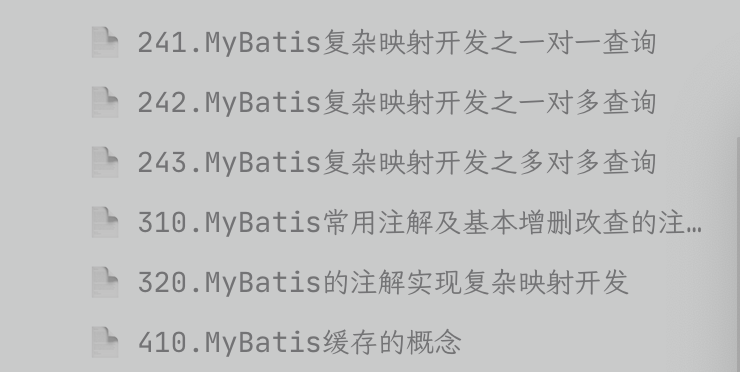 241.MyBatis复杂映射开发之一对一查询
242.MyBatis复杂映射开发之一对多查询
243.MyBatis复杂映射开发之多对多查询
310.MyBatis常用注解及基本增删改查的注…
320.MyBatis的注解实现复杂映射开发
410.MyBatis缓存的概念